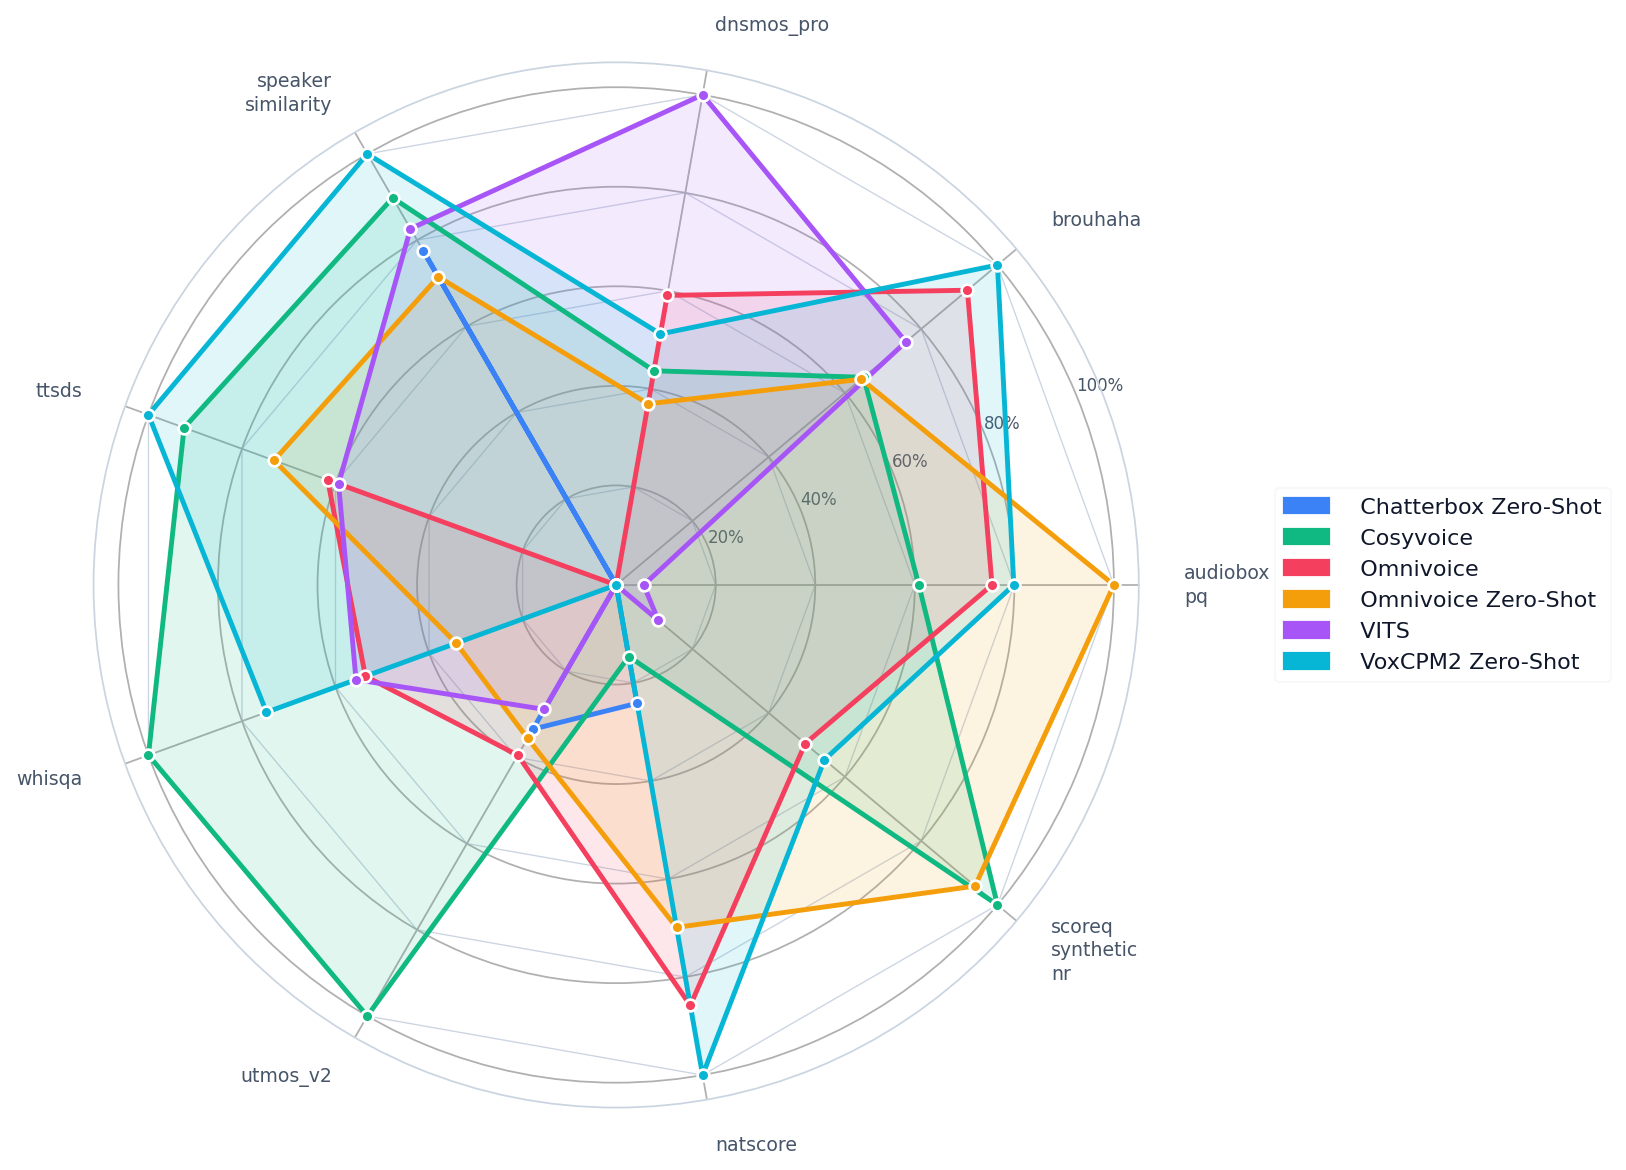 dnsmos_pro
speaker
similarity
brouhaha
ttsds
100%
80%
60%
40%
20%
audiobox
pq
Chatterbox Zero-Shot
Cosyvoice
Omnivoice
Omnivoice Zero-Shot
VITS
VoxCPM2 Zero-Shot
whisqa
scoreq
synthetic
nr
utmos_v2
natscore